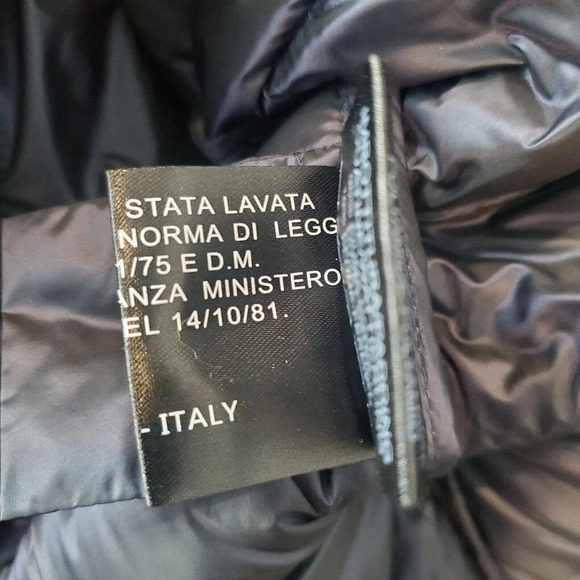 STATA LAVATA
NORMA DI LEGG
1/75 E D.M.
ANZA MINISTERO
EL 14/10/81.
- ITALY